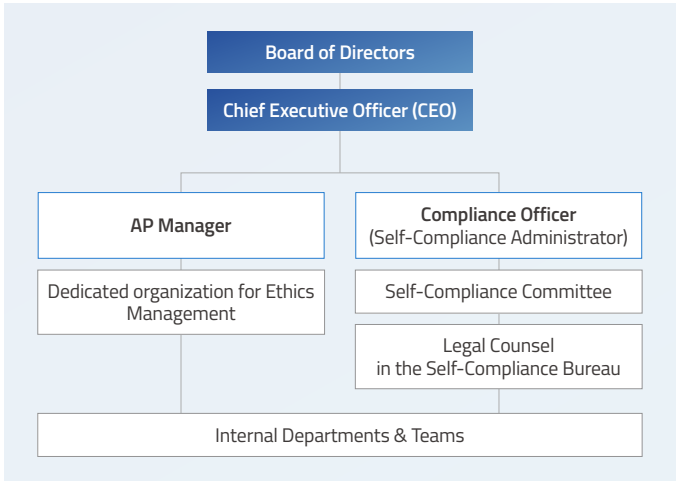 Board of Directors
Chief Executive Officer (CEO)
AP Manager
Compliance Officer
(Self-Compliance Administrator)
Dedicated organization for Ethics
Management
Self-Compliance Committee
Legal Counsel
in the Self-Compliance Bureau
Internal Departments & Teams